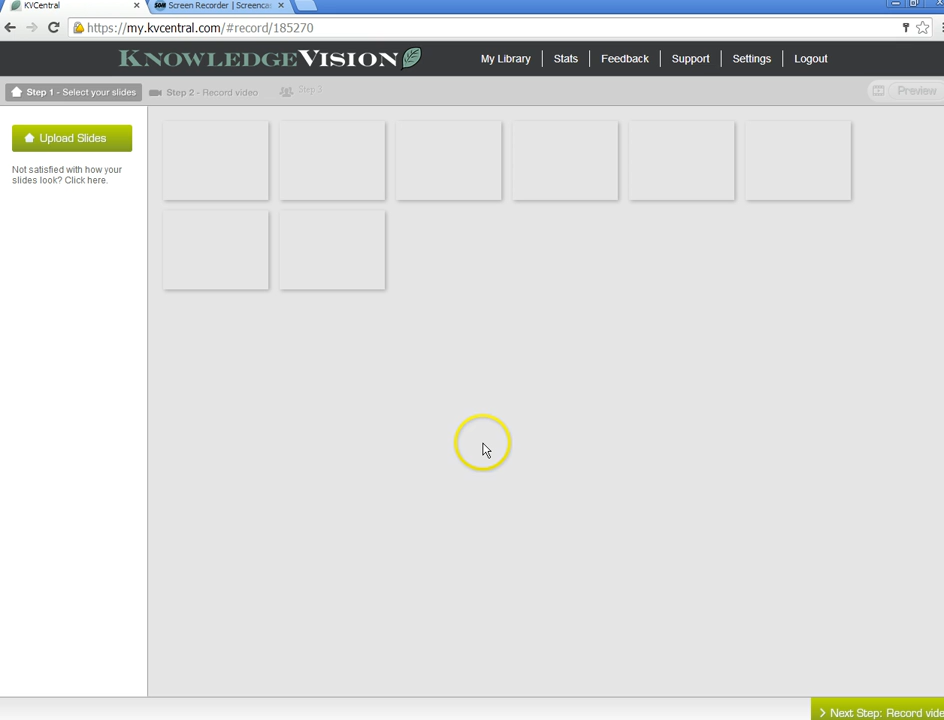 KVCentral
Screen Recorder | Screencas
https://my.kvcentral.com/#record/185270
KNOWLEDGEVISION
My Library
Stats
Feedback
Support
Settings
Logout
Step 1 - Select your slides
Step 2 - Record video
Step 3
Preview
Upload Slides
Not satisfied with how your
slides look? Click here.
Next Step: Record vide